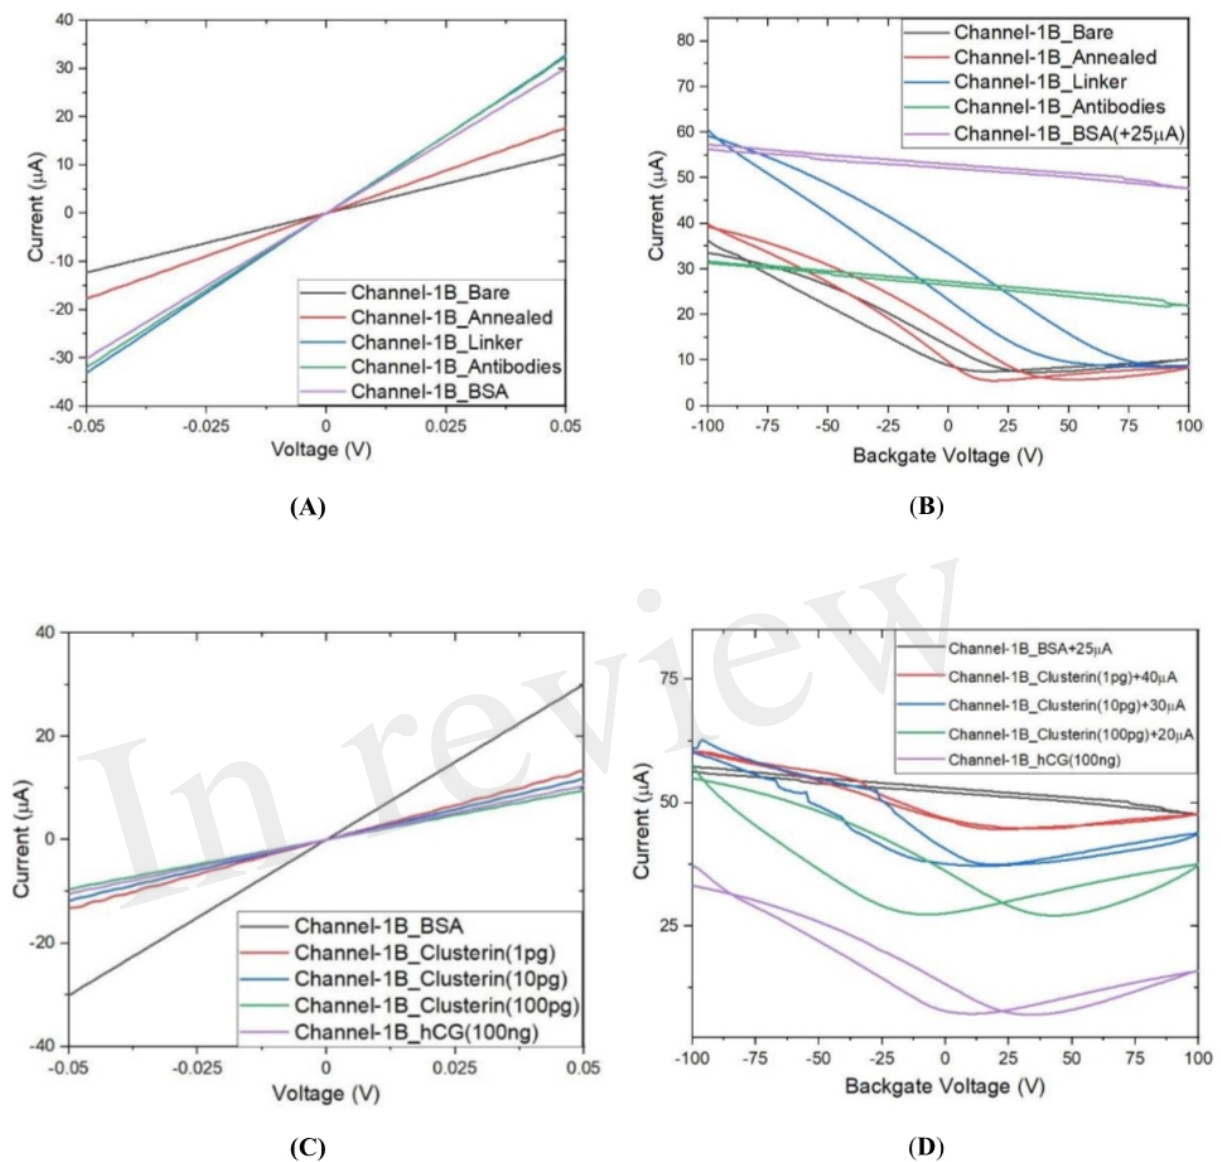 40
30
20
10
0
-10
-20
-30
-40
Current (μA)
Channel-1B_Bare
Channel-1B_Annealed
Channel-1B_Linker
Channel-1B_Antibodies
Channel-1B_BSA
-0.05 -0.025 0 0.025 0.05
Voltage (V)
(A)
80
70
60
50
40
30
20
10
0
Current (μA)
Channel-1B_Bare
Channel-1B_Annealed
Channel-1B_Linker
Channel-1B_Antibodies
Channel-1B_BSA(+25μA)
-100 -75 -50 -25 0 25 50 75 100
Backgate Voltage (V)
(B)
In review
40
20
0
-20
-40
Current (μA)
Channel-1B_BSA
Channel-1B_Clusterin(1pg)
Channel-1B_Clusterin(10pg)
Channel-1B_Clusterin(100pg)
Channel-1B_hCG(100ng)
-0.05 -0.025 0 0.025 0.05
Voltage (V)
(C)
75
50
25
Current (μA)
Channel-1B_BSA+25μA
Channel-1B_Clusterin(1pg)+40μA
Channel-1B_Clusterin(10pg)+30μA
Channel-1B_Clusterin(100pg)+20μA
Channel-1B_hCG(100ng)
-100 -75 -50 -25 0 25 50 75 100
Backgate Voltage (V)
(D)